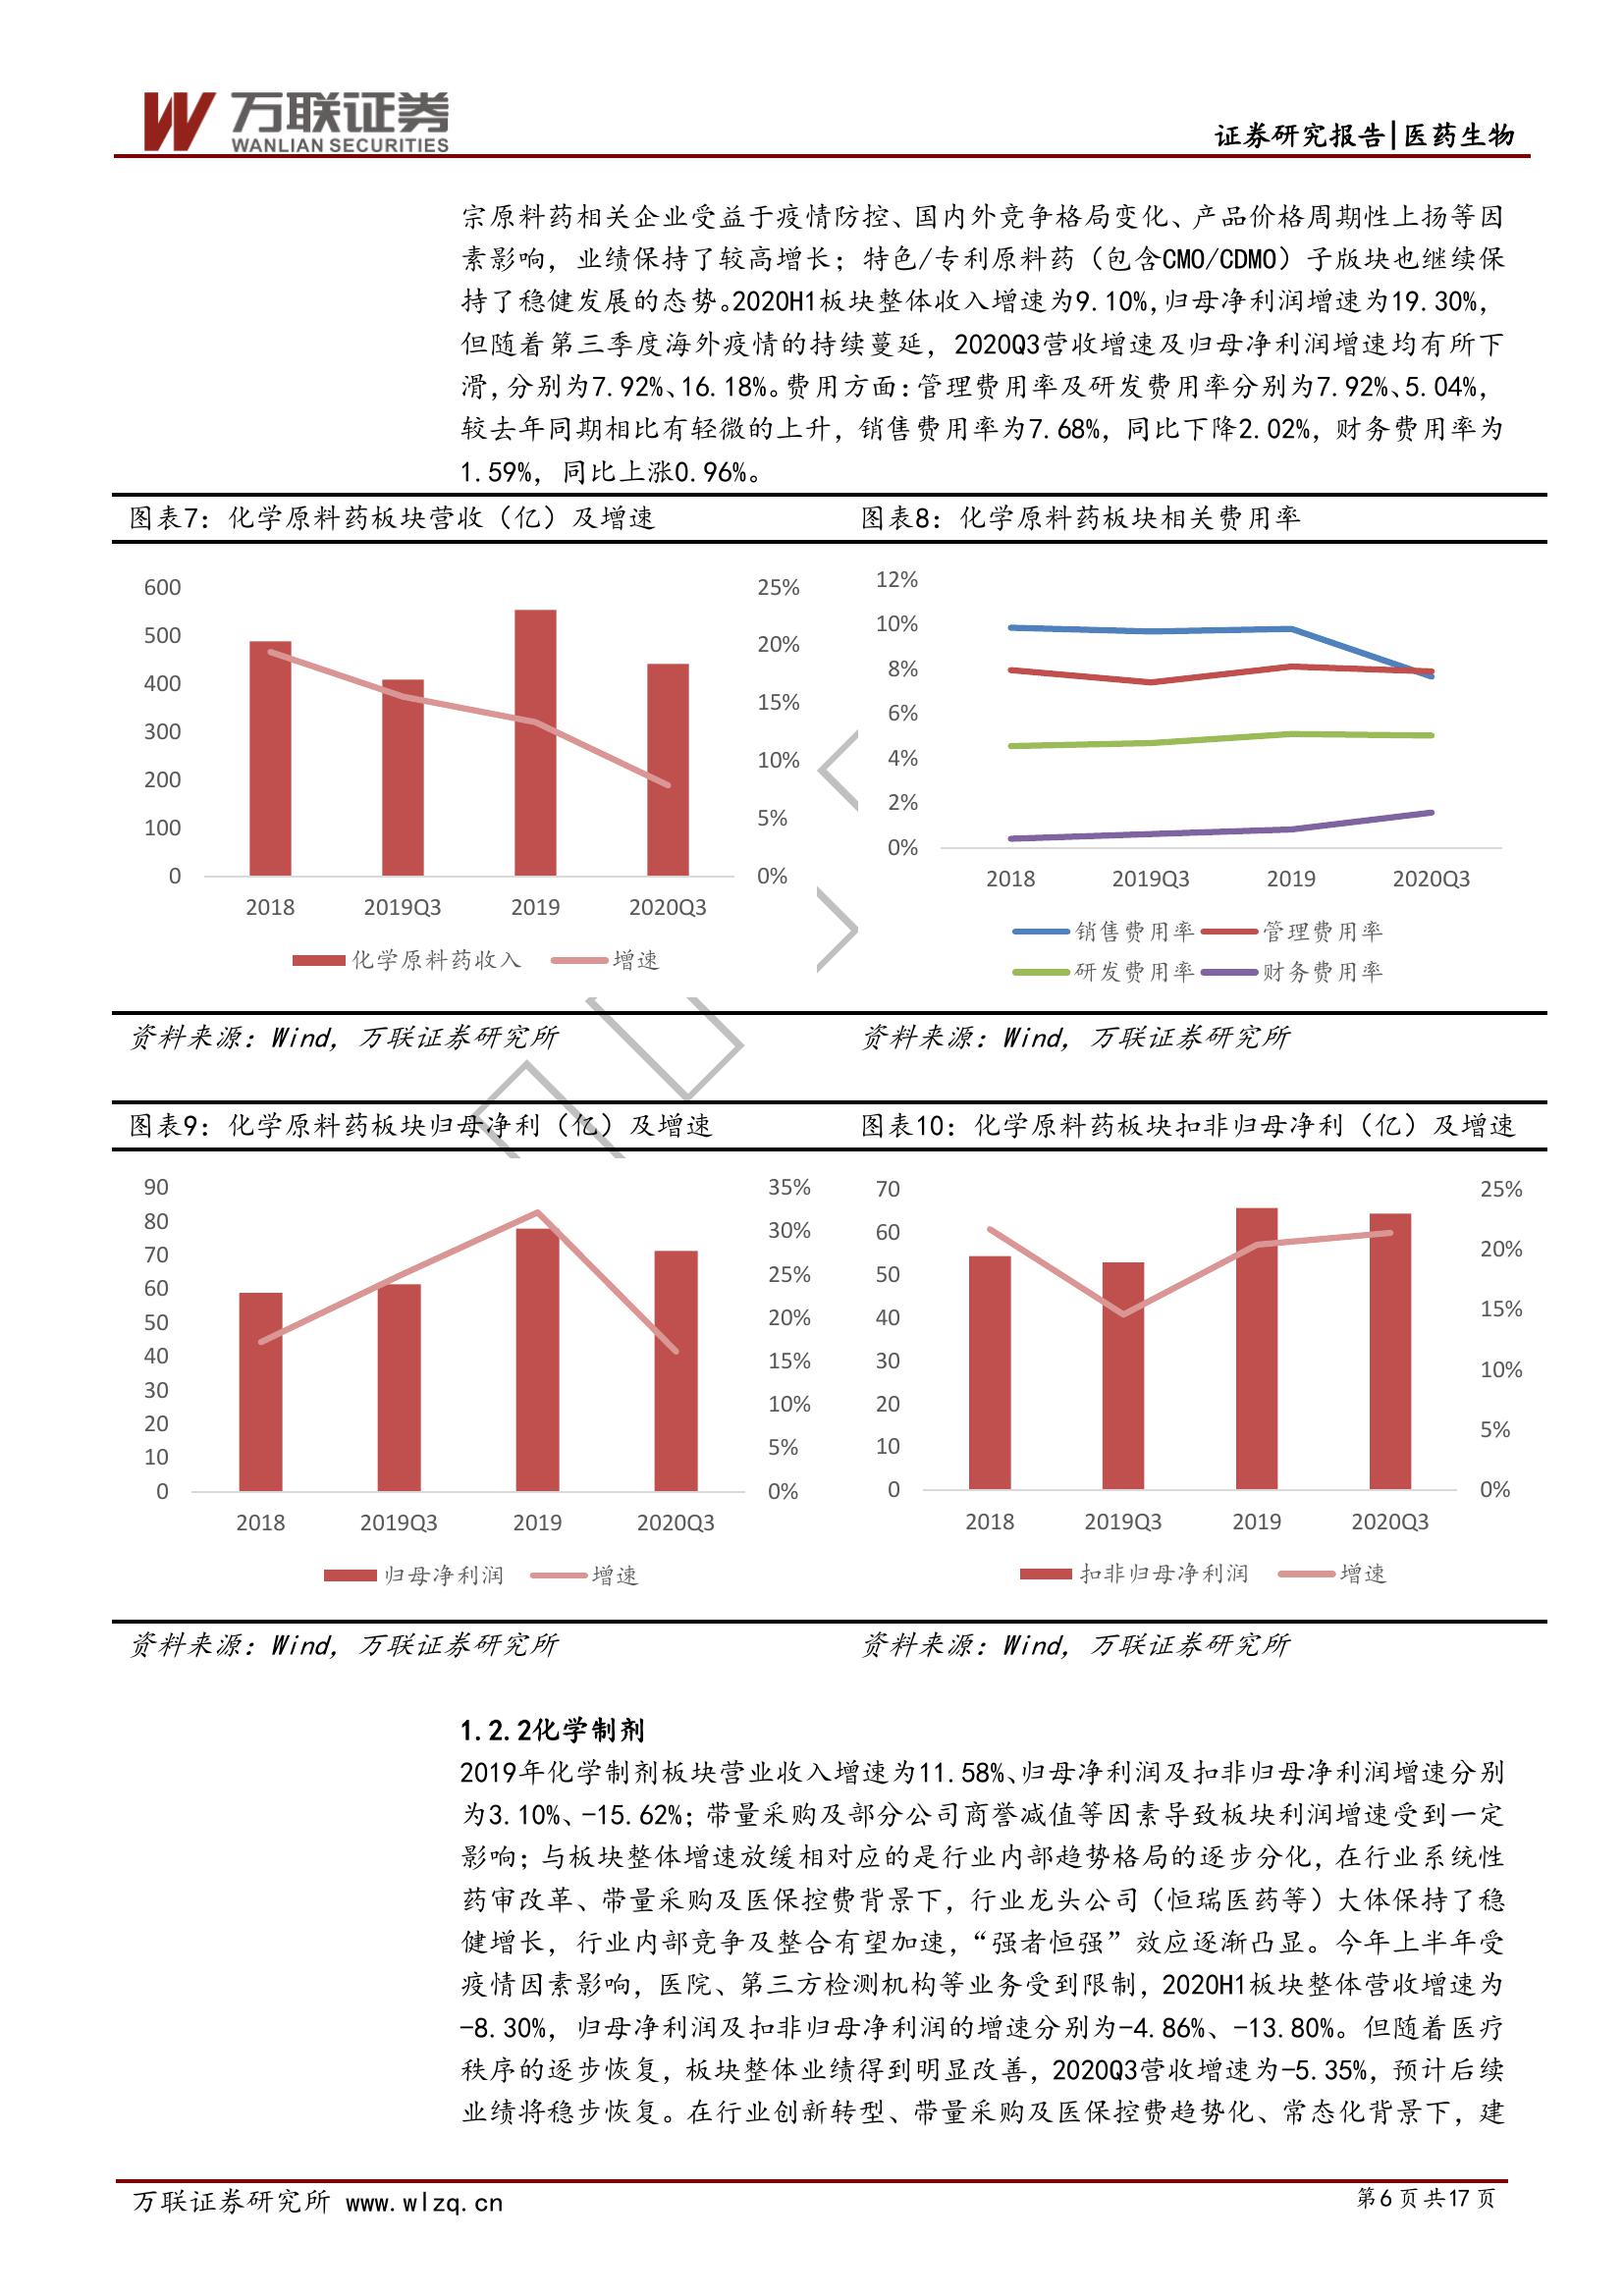 万联证券
WANLIAN SECURITIES
证券研究报告|医药生物
宗原料药相关企业受益于疫情防控、国内外竞争格局变化、产品价格周期性上扬等因
素影响，业绩保持了较高增长；特色/专利原料药（包含CMO/CDMO）子版块也继续保
持了稳健发展的态势。2020H1板块整体收入增速为9.10%,归母净利润增速为19.30%,
但随着第三季度海外疫情的持续蔓延，2020Q3营收增速及归母净利润增速均有所下
滑,分别为7.92%、16.18%。费用方面:管理费用率及研发费用率分别为7.92%、5.04%,
较去年同期相比有轻微的上升，销售费用率为7.68%，同比下降2.02%，财务费用率为
1.59%，同比上涨0.96%。
图表7：化学原料药板块营收（亿）及增速
600
500
400
300
200
100
0
25%
20%
15%
10%
5%
0%
2018 2019Q3 2019 2020Q3
化学原料药收入 增速
图表8：化学原料药板块相关费用率
12%
10%
8%
6%
4%
2%
0%
2018 2019Q3 2019 2020Q3
销售费用率 管理费用率
研发费用率 财务费用率
资料来源：Wind，万联证券研究所
资料来源：Wind，万联证券研究所
图表9：化学原料药板块归母净利（亿）及增速
90
80
70
60
50
40
30
20
10
0
35%
30%
25%
20%
15%
10%
5%
0%
2018 2019Q3 2019 2020Q3
归母净利润 增速
图表10：化学原料药板块扣非归母净利（亿）及增速
70
60
50
40
30
20
10
0
25%
20%
15%
10%
5%
0%
2018 2019Q3 2019 2020Q3
扣非归母净利润 增速
资料来源：Wind，万联证券研究所
资料来源：Wind，万联证券研究所
1.2.2化学制剂
2019年化学制剂板块营业收入增速为11.58%、归母净利润及扣非归母净利润增速分别
为3.10%、-15.62%；带量采购及部分公司商誉减值等因素导致板块利润增速受到一定
影响；与板块整体增速放缓相对应的是行业内部趋势格局的逐步分化，在行业系统性
药审改革、带量采购及医保控费背景下，行业龙头公司（恒瑞医药等）大体保持了稳
健增长，行业内部竞争及整合有望加速，“强者恒强”效应逐渐凸显。今年上半年受
疫情因素影响，医院、第三方检测机构等业务受到限制，2020H1板块整体营收增速为
-8.30%，归母净利润及扣非归母净利润的增速分别为-4.86%、-13.80%。但随着医疗
秩序的逐步恢复，板块整体业绩得到明显改善，2020Q3营收增速为-5.35%，预计后续
业绩将稳步恢复。在行业创新转型、带量采购及医保控费趋势化、常态化背景下，建
万联证券研究所 www.wlzq.cn
第6页共17页